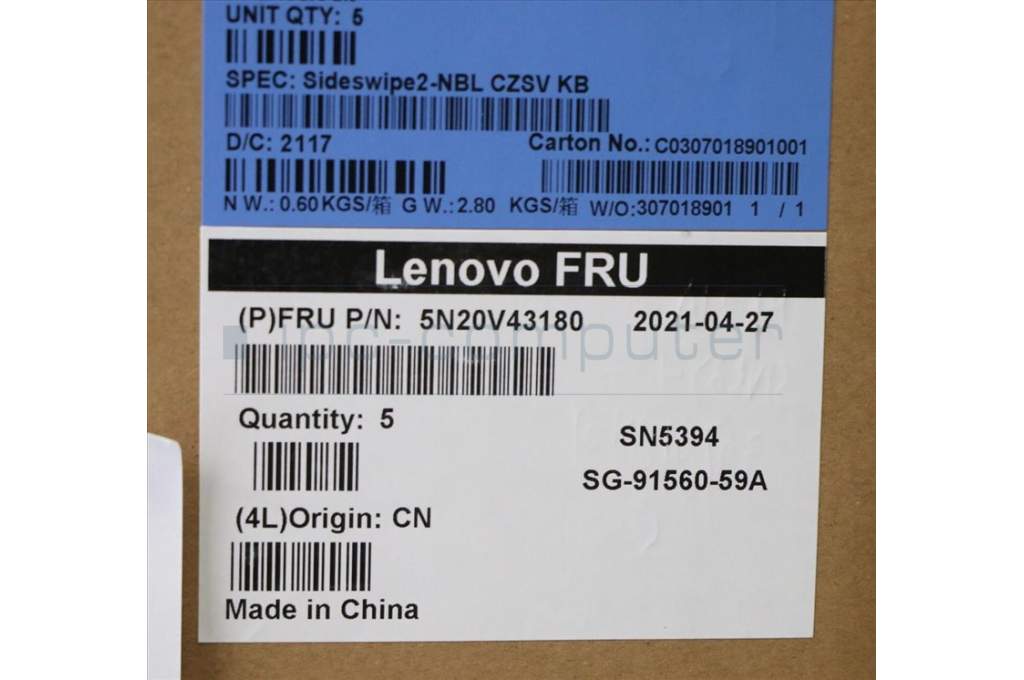 UNIT QTY: 5
SPEC: Sideswipe2-NBL CZSV KB
D/C: 2117 Carton No.: C0307018901001
N W.: 0.60 KGS/箱 G W.: 2.80 KGS/箱 W/O:307018901 1 / 1
Lenovo FRU
(P)FRU P/N: 5N20V43180 2021-04-27
ipc-computer
Quantity: 5
SN5394
SG-91560-59A
(4L)Origin: CN
Made in China